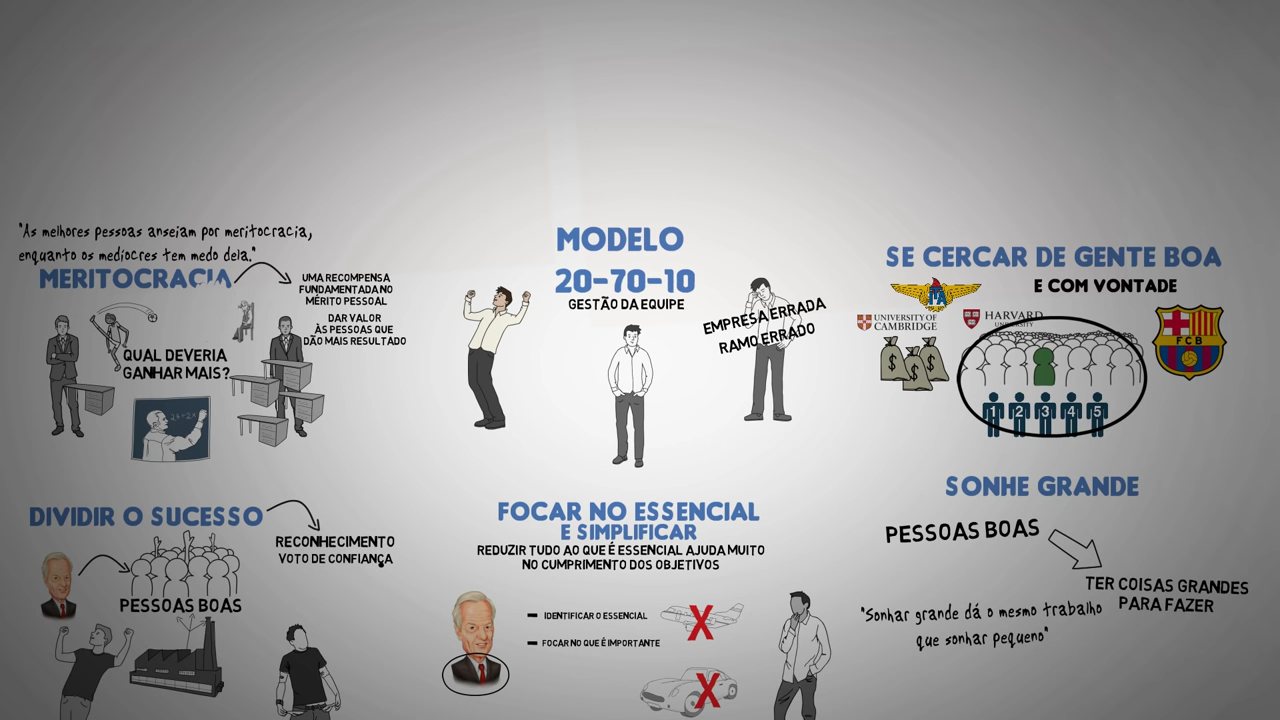 "As melhores pessoas anseiam por meritocracia,
enquanto os medíocres tem medo dela."
MERITOCRACIA
UMA RECOMPENSA
FUNDAMENTADA NO
MÉRITO PESSOAL
DAR VALOR
ÀS PESSOAS QUE
DÃO MAIS RESULTADO
QUAL DEVERIA
GANHAR MAIS?
MODELO
20-70-10
GESTÃO DA EQUIPE
EMPRESA ERRADA
RAMO ERRADO
SE CERCAR DE GENTE BOA
E COM VONTADE
ITA
UNIVERSITY OF
CAMBRIDGE
HARVARD
UNIVERSITY
FCB
$ $ $
1 2 3 4 5
DIVIDIR O SUCESSO
RECONHECIMENTO
VOTO DE CONFIANÇA
PESSOAS BOAS
FOCAR NO ESSENCIAL
E SIMPLIFICAR
REDUZIR TUDO AO QUE É ESSENCIAL AJUDA MUITO
NO CUMPRIMENTO DOS OBJETIVOS
- IDENTIFICAR O ESSENCIAL
- FOCAR NO QUE É IMPORTANTE
SONHE GRANDE
PESSOAS BOAS
TER COISAS GRANDES
PARA FAZER
"Sonhar grande dá o mesmo trabalho
que sonhar pequeno"